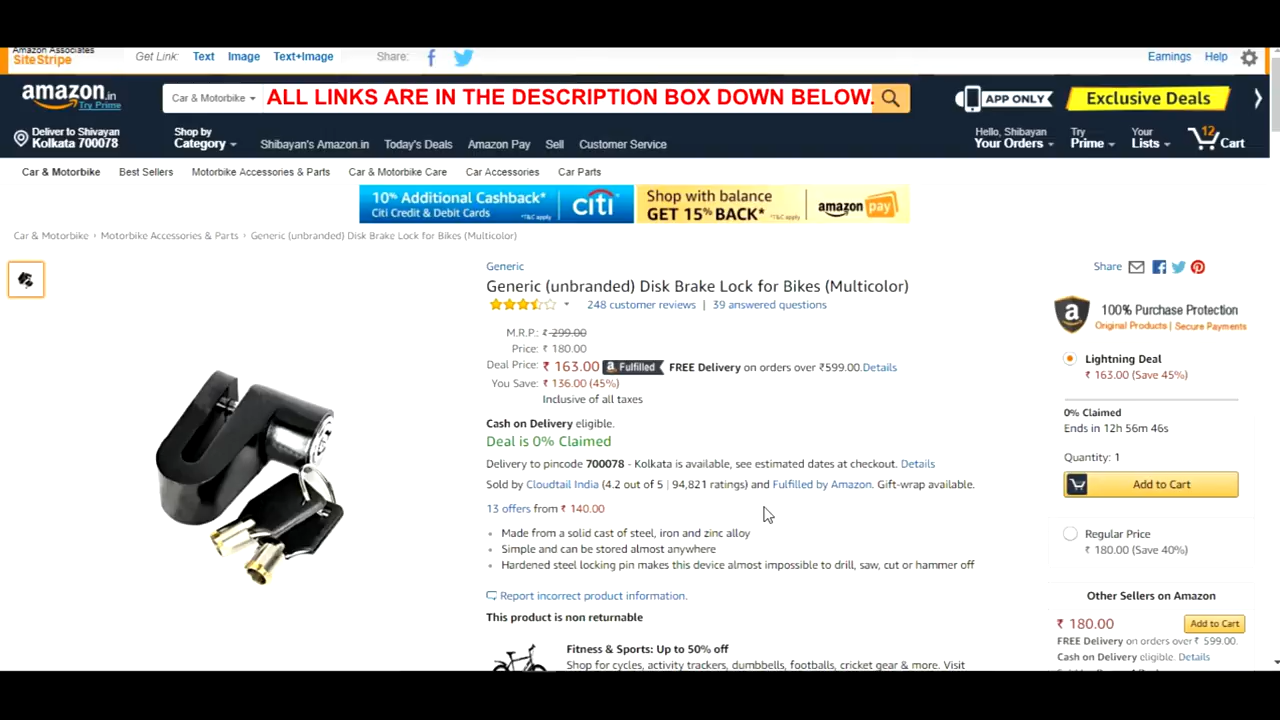 Amazon Associates
SiteStripe
Get Link: Text Image Text+Image Share: Earnings Help
amazon.in
Try Prime
Car & Motorbike
ALL LINKS ARE IN THE DESCRIPTION BOX DOWN BELOW.
APP ONLY
Exclusive Deals
Deliver to Shivayan
Kolkata 700078
Shop by
Category
Shibayan's Amazon.in Today's Deals Amazon Pay Sell Customer Service
Hello, Shibayan
Your Orders
Try
Prime
Your
Lists
12
Cart
Car & Motorbike Best Sellers Motorbike Accessories & Parts Car & Motorbike Care Car Accessories Car Parts
10% Additional Cashback*
Citi Credit & Debit Cards *T&C apply
citi
Shop with balance
GET 15% BACK* *T&C apply
amazon pay
Car & Motorbike › Motorbike Accessories & Parts › Generic (unbranded) Disk Brake Lock for Bikes (Multicolor)
Generic
Share
Generic (unbranded) Disk Brake Lock for Bikes (Multicolor)
248 customer reviews | 39 answered questions
M.R.P.: ₹ 299.00
Price: ₹ 180.00
Deal Price: ₹ 163.00 a Fulfilled FREE Delivery on orders over ₹599.00.Details
You Save: ₹ 136.00 (45%)
Inclusive of all taxes
Cash on Delivery eligible.
Deal is 0% Claimed
Delivery to pincode 700078 - Kolkata is available, see estimated dates at checkout. Details
Sold by Cloudtail India (4.2 out of 5 | 94,821 ratings) and Fulfilled by Amazon. Gift-wrap available.
13 offers from ₹ 140.00
Made from a solid cast of steel, iron and zinc alloy
Simple and can be stored almost anywhere
Hardened steel locking pin makes this device almost impossible to drill, saw, cut or hammer off
Report incorrect product information.
This product is non returnable
Fitness & Sports: Up to 50% off
Shop for cycles, activity trackers, dumbbells, footballs, cricket gear & more. Visit
a
100% Purchase Protection
Original Products | Secure Payments
Lightning Deal
₹ 163.00 (Save 45%)
0% Claimed
Ends in 12h 56m 46s
Quantity: 1
Add to Cart
Regular Price
₹ 180.00 (Save 40%)
Other Sellers on Amazon
₹ 180.00 Add to Cart
FREE Delivery on orders over ₹ 599.00.
Cash on Delivery eligible. Details